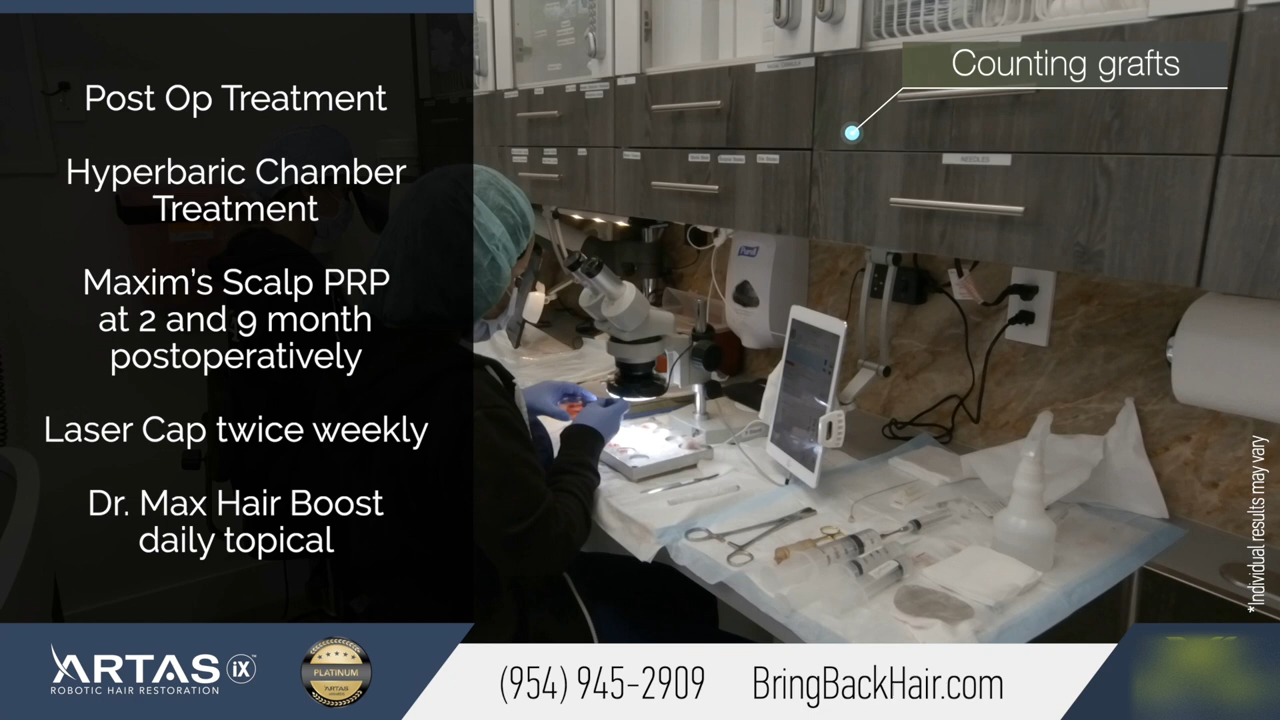 Post Op Treatment
Hyperbaric Chamber
Treatment
Maxim's Scalp PRP
at 2 and 9 month
postoperatively
Laser Cap twice weekly
Dr. Max Hair Boost
daily topical
Counting grafts
NEEDLES
Purell
*Individual results may vary
ARTAS iX™
ROBOTIC HAIR RESTORATION
PLATINUM
ARTAS
(954) 945-2909
BringBackHair.com